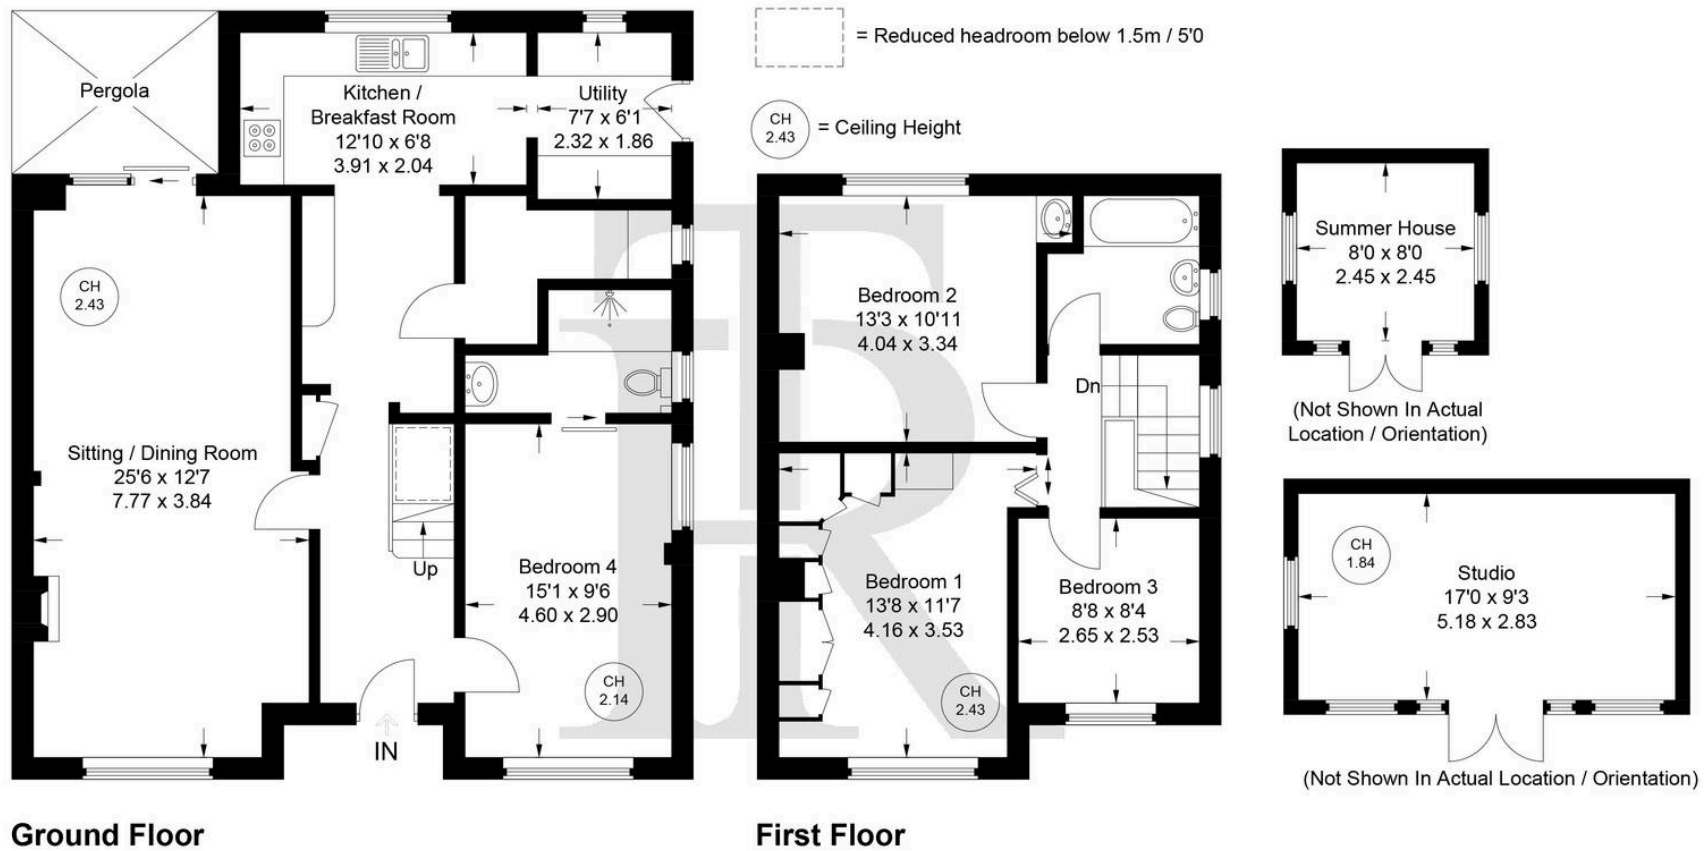 Pergola
Kitchen /
Breakfast Room
12'10 x 6'8
3.91 x 2.04
Utility
7'7 x 6'1
2.32 x 1.86
CH
2.43
Sitting / Dining Room
25'6 x 12'7
7.77 x 3.84
Up
Bedroom 4
15'1 x 9'6
4.60 x 2.90
CH
2.14
IN
Ground Floor
= Reduced headroom below 1.5m / 5'0
CH
2.43
= Ceiling Height
Bedroom 2
13'3 x 10'11
4.04 x 3.34
Dn
Bedroom 1
13'8 x 11'7
4.16 x 3.53
CH
2.43
Bedroom 3
8'8 x 8'4
2.65 x 2.53
First Floor
Summer House
8'0 x 8'0
2.45 x 2.45
(Not Shown In Actual
Location / Orientation)
CH
1.84
Studio
17'0 x 9'3
5.18 x 2.83
(Not Shown In Actual Location / Orientation)